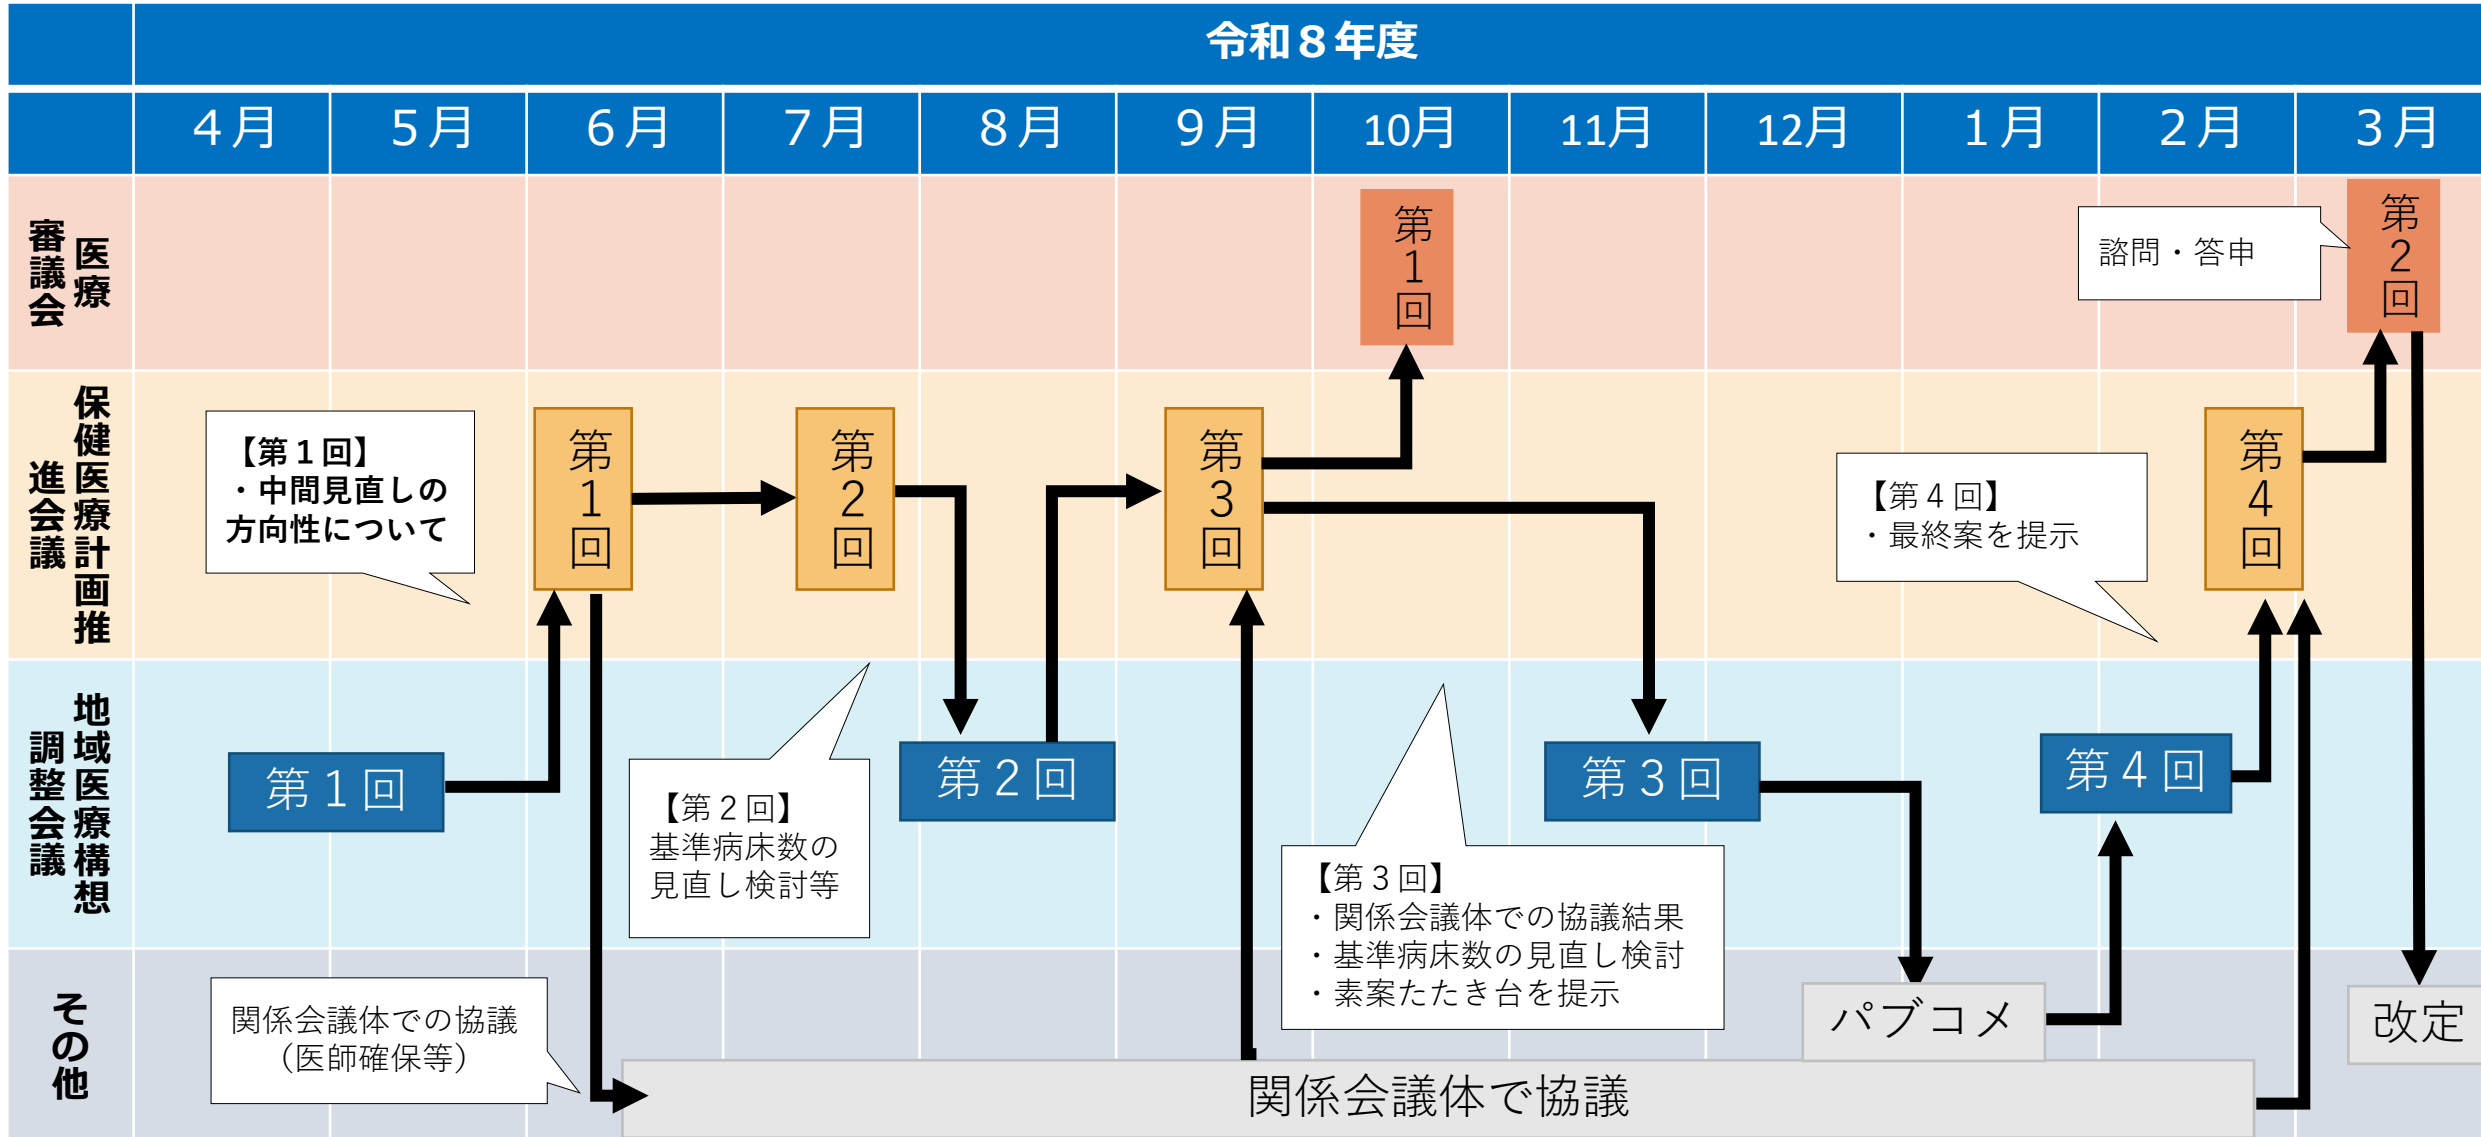 令和８年度
４月
５月
６月
７月
８月
９月
10月
11月
12月
１月
２月
３月
医療
審議会
第１回
諮問・答申
第２回
保健医療計画推
進会議
【第１回】
・中間見直しの
方向性について
第１回
第２回
第３回
【第４回】
・最終案を提示
第４回
地域医療構想
調整会議
第１回
【第２回】
基準病床数の
見直し検討等
第２回
【第３回】
・関係会議体での協議結果
・基準病床数の見直し検討
・素案たたき台を提示
第３回
第４回
その他
関係会議体での協議
（医師確保等）
関係会議体で協議
パブコメ
改定